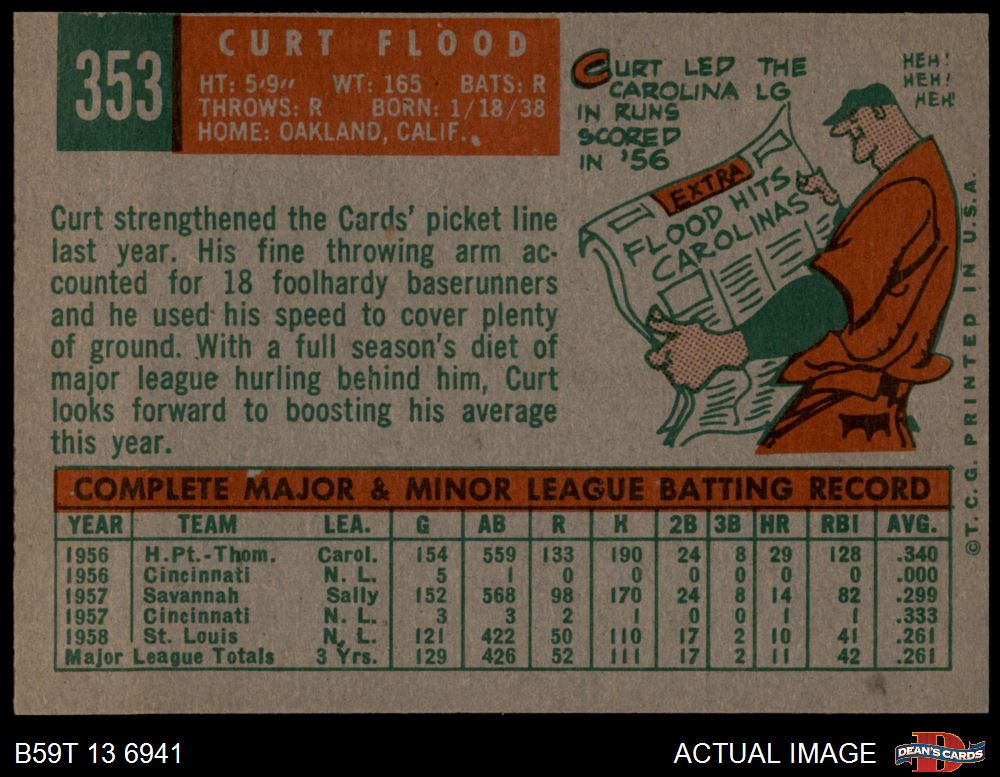 353
CURT FLOOD
HT: 5'9" WT: 165 BATS: R
THROWS: R BORN: 1/18/38
HOME: OAKLAND, CALIF.
CURT LED THE
CAROLINA LG
IN RUNS
SCORED
IN '56
HEH!
HEH!
HEH!
EXTRA
FLOOD HITS
CAROLINAS
Curt strengthened the Cards' picket line
last year. His fine throwing arm ac-
counted for 18 foolhardy baserunners
and he used his speed to cover plenty
of ground. With a full season's diet of
major league hurling behind him, Curt
looks forward to boosting his average
this year.
© T. C. G. PRINTED IN U.S.A.
COMPLETE MAJOR & MINOR LEAGUE BATTING RECORD
YEAR TEAM LEA. G AB R H 2B 3B HR RBI AVG.
1956 H.Pt.-Thom. Carol. 154 559 133 190 24 8 29 128 .340
1956 Cincinnati N. L. 5 1 0 0 0 0 0 0 .000
1957 Savannah Sally 152 568 98 170 24 8 14 82 .299
1957 Cincinnati N. L. 3 3 2 1 0 0 1 1 .333
1958 St. Louis N. L. 121 422 50 110 17 2 10 41 .261
Major League Totals 3 Yrs. 129 426 52 111 17 2 11 42 .261
B59T 13 6941
ACTUAL IMAGE
D
DEAN'S CARDS